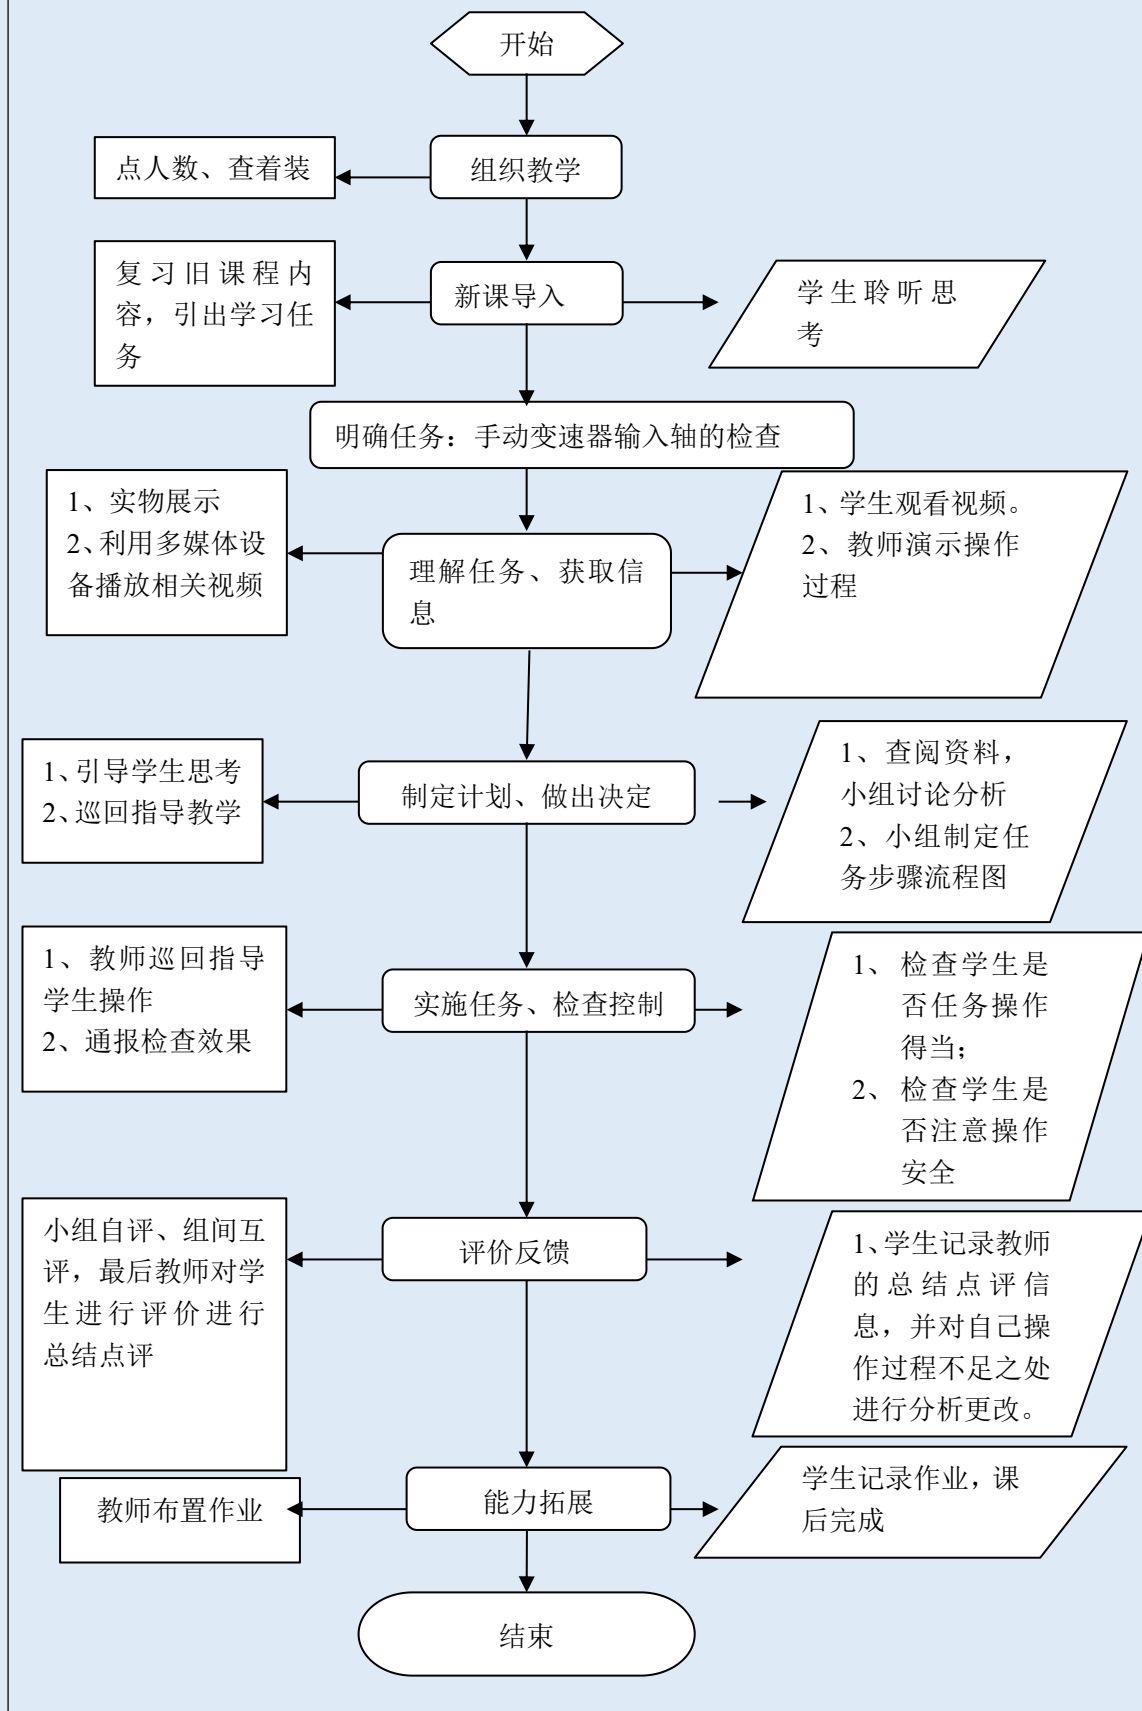 开始
点人数、查着装
组织教学
复习旧课程内
容，引出学习任
务
新课导入
学生聆听思
考
明确任务：手动变速器输入轴的检查
1、实物展示
2、利用多媒体设
备播放相关视频
理解任务、获取信
息
1、学生观看视频。
2、教师演示操作
过程
1、引导学生思考
2、巡回指导教学
制定计划、做出决定
1、查阅资料，
小组讨论分析
2、小组制定任
务步骤流程图
1、教师巡回指导
学生操作
2、通报检查效果
实施任务、检查控制
1、检查学生是
否任务操作
得当；
2、检查学生是
否注意操作
安全
小组自评、组间互
评，最后教师对学
生进行评价进行
总结点评
评价反馈
1、学生记录教师
的总结点评信
息，并对自己操
作过程不足之处
进行分析更改。
教师布置作业
能力拓展
学生记录作业，课
后完成
结束